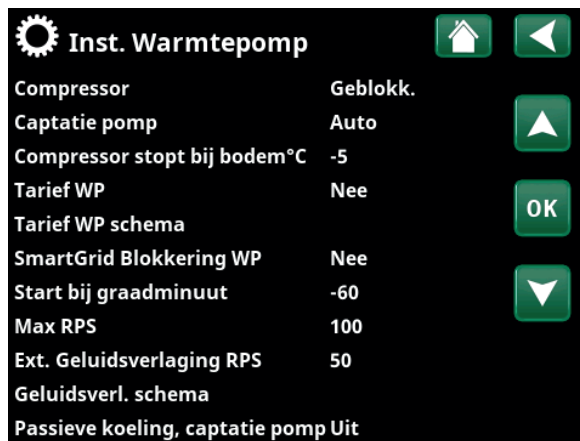 Inst. Warmtepomp
Compressor Geblokk.
Captatie pomp Auto
Compressor stopt bij bodem°C -5
Tarief WP Nee
Tarief WP schema
OK
SmartGrid Blokkering WP Nee
Start bij graadminuut -60
Max RPS 100
Ext. Geluidsverlaging RPS 50
Geluidsverl. schema
Passieve koeling, captatie pomp Uit